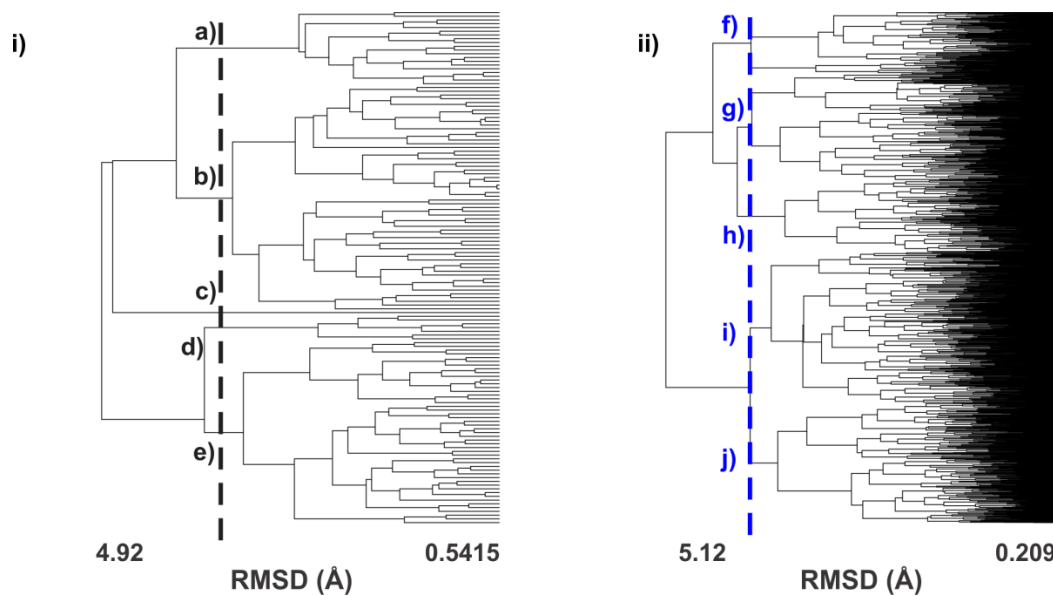 i)
a)
b)
c)
d)
e)
4.92
0.5415
RMSD (Å)
ii)
f)
g)
h)
i)
j)
5.12
0.209
RMSD (Å)